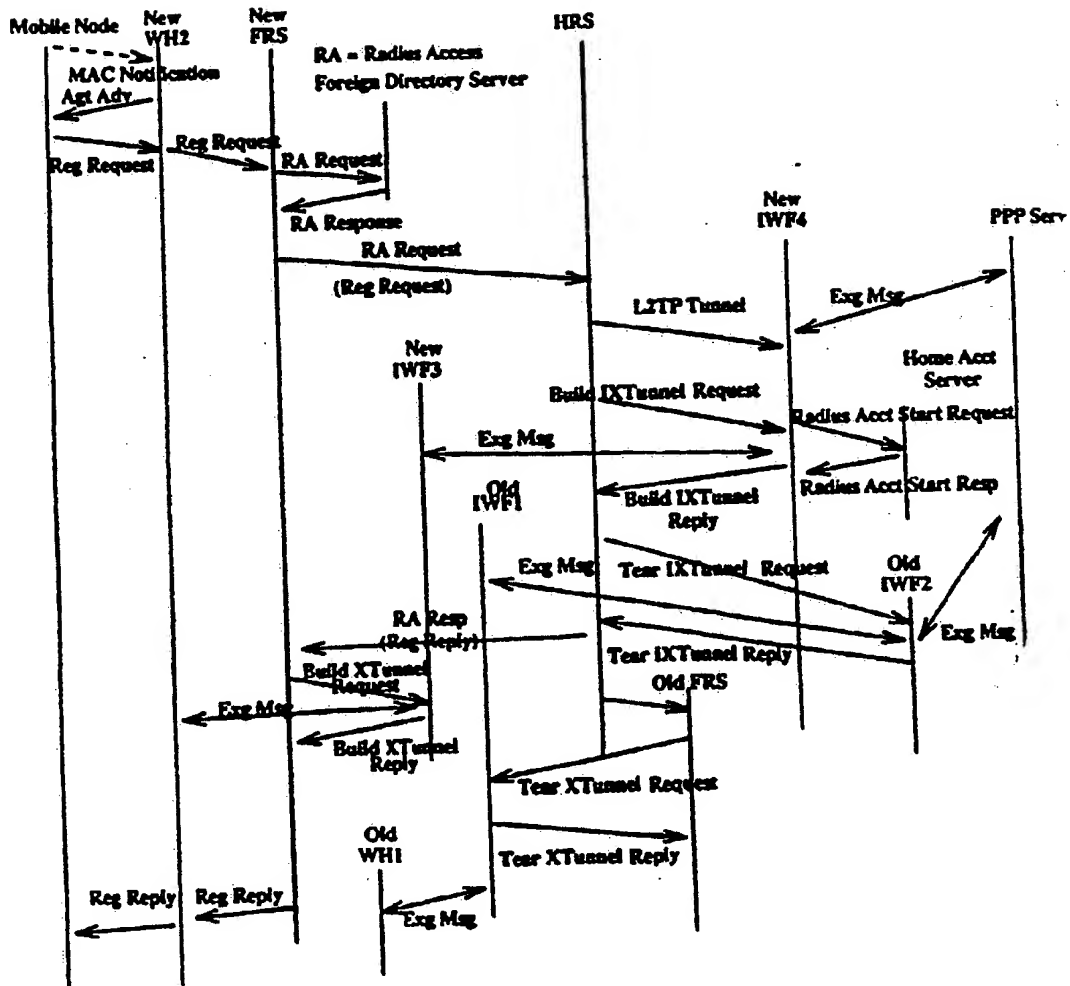 Mobile Node
New
WH2
New
FRS
HRS
RA = Radius Access
Foreign Directory Server
MAC Notification
Agt Adv
Reg Request
Reg Request
RA Request
RA Response
RA Request
(Reg Request)
New
IWF4
PPP Serv
Exg Msg
L2TP Tunnel
New
IWF3
Home Acct
Server
Build IXTunnel Request
Radius Acct Start Request
Exg Msg
Radius Acct Start Resp
Build IXTunnel
Reply
Old
IWF1
Exg Msg
Tear IXTunnel Request
Old
IWF2
RA Resp
(Reg Reply)
Exg Msg
Tear IXTunnel Reply
Build XTunnel
Request
Old FRS
Exg Msg
Build XTunnel
Reply
Tear XTunnel Request
Old
WH1
Tear XTunnel Reply
Reg Reply
Reg Reply
Exg Msg